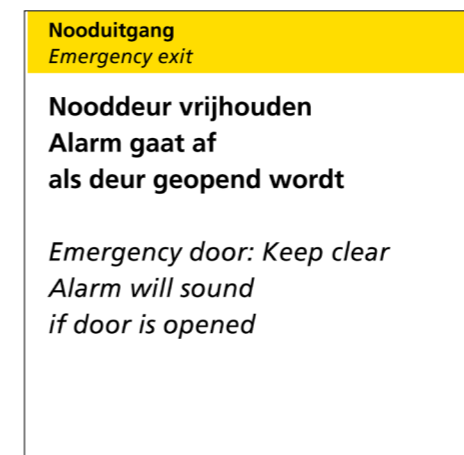 Nooduitgang
Emergency exit
Nooddeur vrijhouden
Alarm gaat af
als deur geopend wordt
Emergency door: Keep clear
Alarm will sound
if door is opened